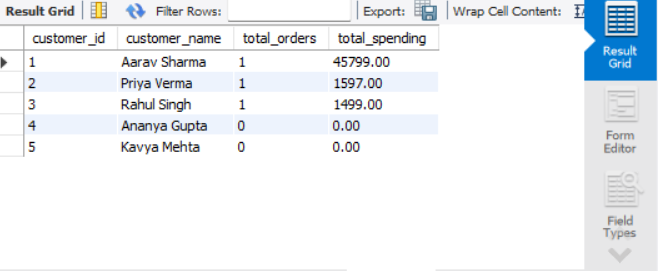 Result Grid Filter Rows: Export: Wrap Cell Content:
customer_id customer_name total_orders total_spending
1 Aarav Sharma 1 45799.00
2 Priya Verma 1 1597.00
3 Rahul Singh 1 1499.00
4 Ananya Gupta 0 0.00
5 Kavya Mehta 0 0.00
Result
Grid
Form
Editor
Field
Types